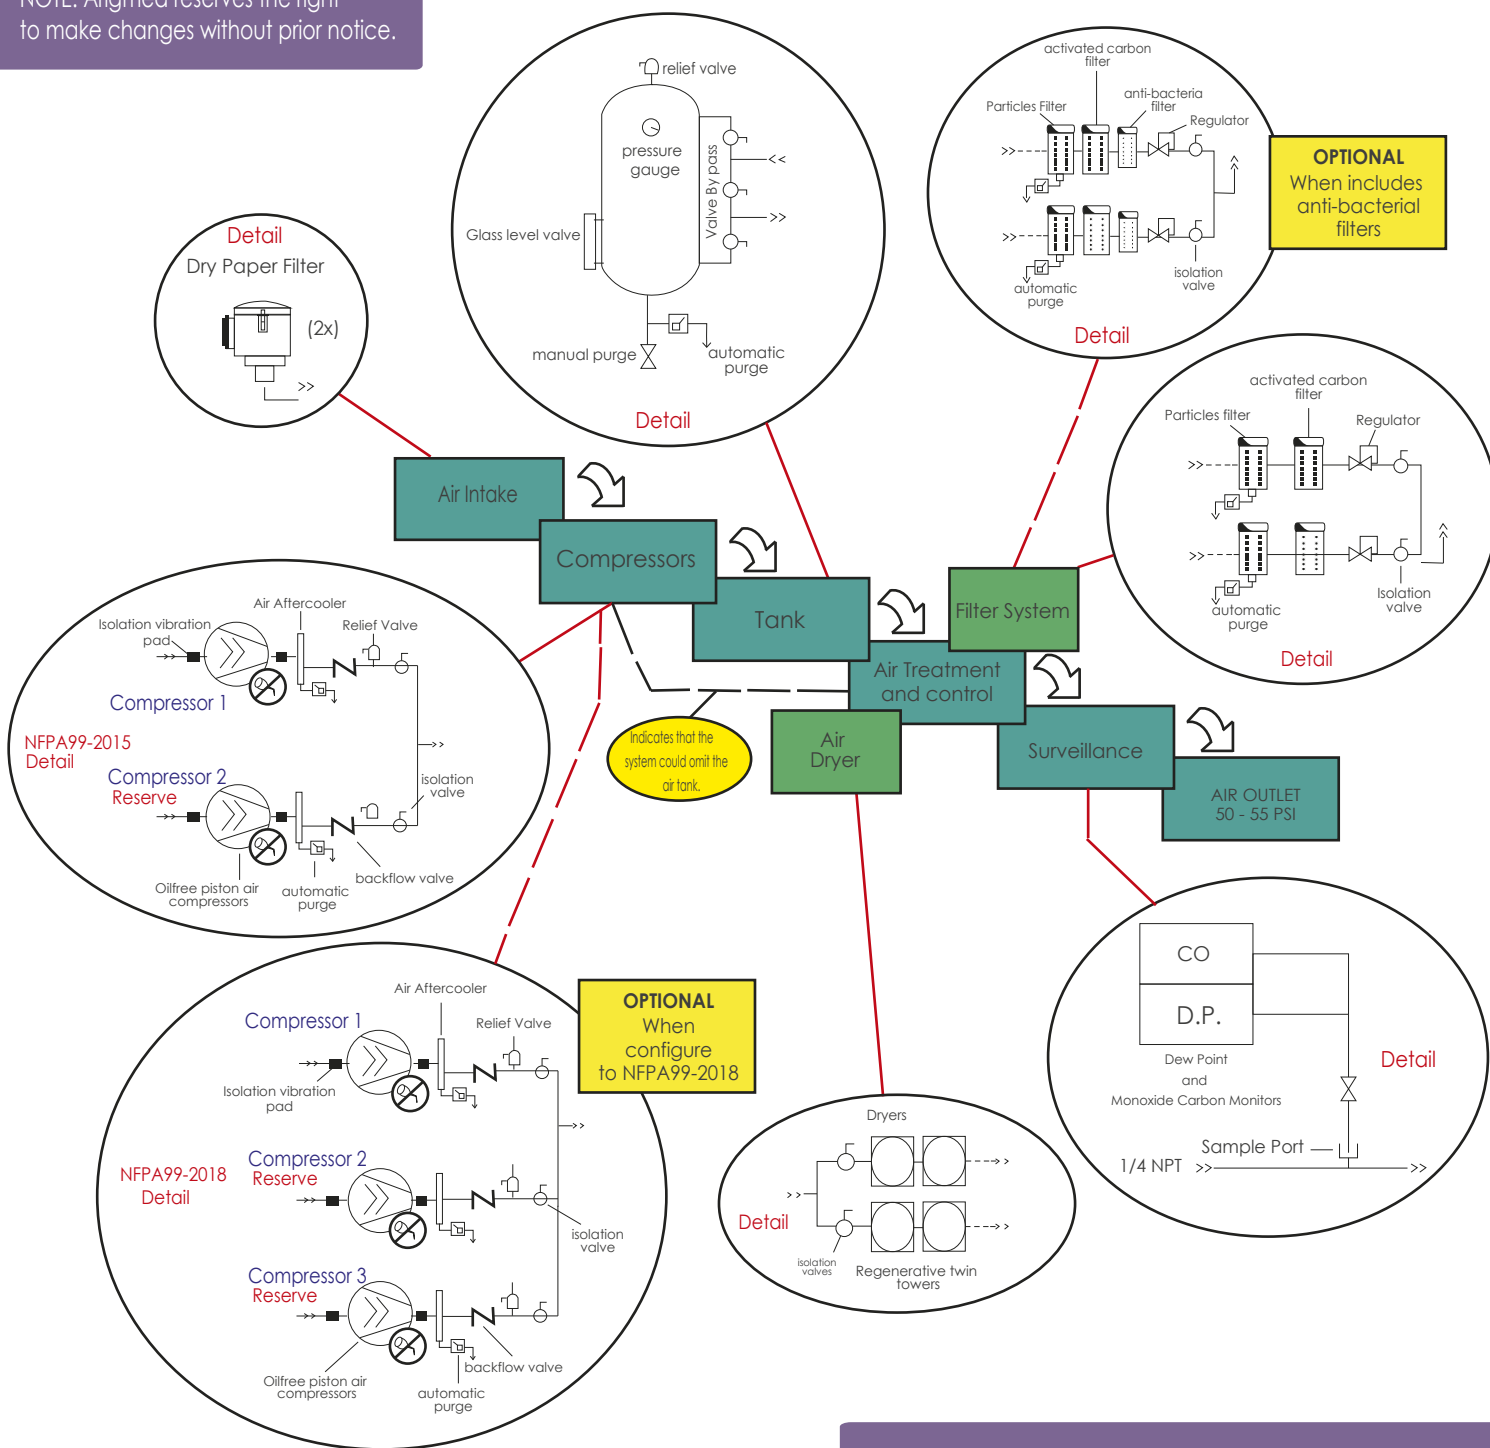 NOTE: Arigmed reserves the right
to make changes without prior notice.
relief valve
pressure
gauge
Valve By pass
<<
>>
Glass level valve
manual purge
automatic
purge
Detail
activated carbon
filter
Particles Filter
anti-bacteria
filter
Regulator
>>
>>
automatic
purge
isolation
valve
Detail
OPTIONAL
When includes
anti-bacterial
filters
Detail
Dry Paper Filter
(2x)
>>
activated carbon
filter
Particles filter
Regulator
>>
>>
automatic
purge
Isolation
valve
Detail
Air Intake
Compressors
Tank
Filter System
Air Treatment
and control
Air
Dryer
Surveillance
AIR OUTLET
50 - 55 PSI
Indicates that the
system could omit the
air tank.
Air Aftercooler
Isolation vibration
pad
Relief Valve
>>
Compressor 1
NFPA99-2015
Detail
>>
Compressor 2
Reserve
isolation
valve
>>
backflow valve
Oilfree piston air
compressors
automatic
purge
OPTIONAL
When
configure
to NFPA99-2018
Air Aftercooler
Compressor 1
Relief Valve
>>
Isolation vibration
pad
>>
Compressor 2
Reserve
NFPA99-2018
Detail
>>
isolation
valve
Compressor 3
Reserve
>>
backflow valve
Oilfree piston air
compressors
automatic
purge
Dryers
>>
>>
Detail
>>
isolation
valves
Regenerative twin
towers
CO
D.P.
Dew Point
and
Monoxide Carbon Monitors
Detail
Sample Port
1/4 NPT >> >>